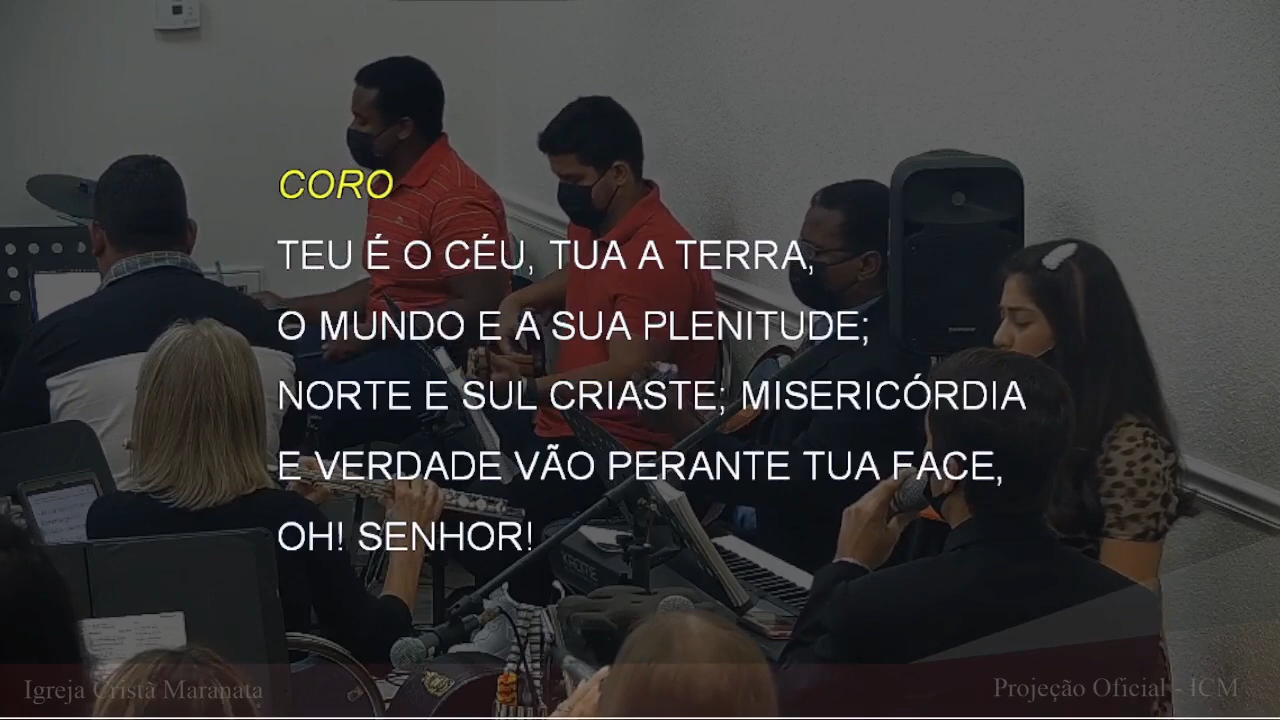 CORO
TEU É O CÉU, TUA A TERRA,
O MUNDO E A SUA PLENITUDE;
NORTE E SUL CRIASTE; MISERICÓRDIA
E VERDADE VÃO PERANTE TUA FACE,
OH! SENHOR!
Igreja Cristã Maranata
Projeção Oficial - ICM